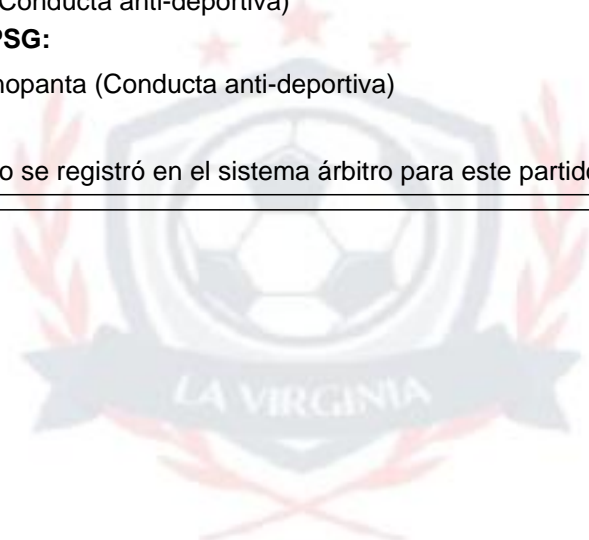 Conducta anti-deportiva)
PSG:
nopanta (Conducta anti-deportiva)
o se registró en el sistema árbitro para este partido
LA VIRGINIA